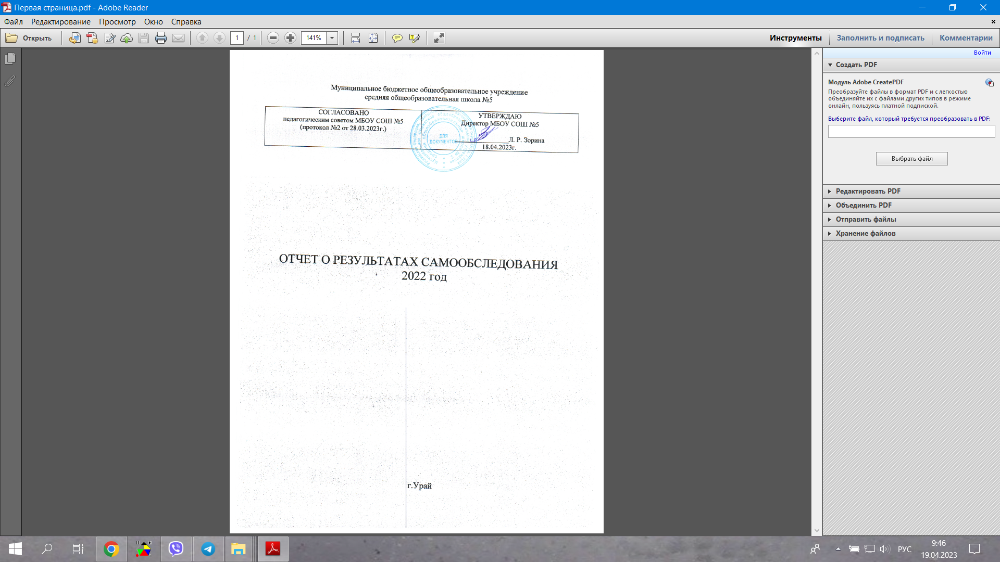 Первая страница.pdf - Adobe Reader
Файл Редактирование Просмотр Окно Справка
Открыть 1 / 1 141% Инструменты Заполнить и подписать Комментарии
Войти
Создать PDF
Модуль Adobe CreatePDF
Преобразуйте файлы в формат PDF и с легкостью
объединяйте их с файлами других типов в режиме
онлайн, пользуясь платной подпиской.
Выберите файл, который требуется преобразовать в PDF:
Выбрать файл
Редактировать PDF
Объединить PDF
Отправить файлы
Хранение файлов
Муниципальное бюджетное общеобразовательное учреждение
средняя общеобразовательная школа №5
СОГЛАСОВАНО
педагогическим советом МБОУ СОШ №5
(протокол №2 от 28.03.2023г.)
УТВЕРЖДАЮ
Директор МБОУ СОШ №5
Л. Р. Зорина
18.04.2023г.
ДЛЯ
ДОКУМЕНТОВ
ОТЧЕТ О РЕЗУЛЬТАТАХ САМООБСЛЕДОВАНИЯ
2022 год
г.Урай
РУС
9:46
19.04.2023